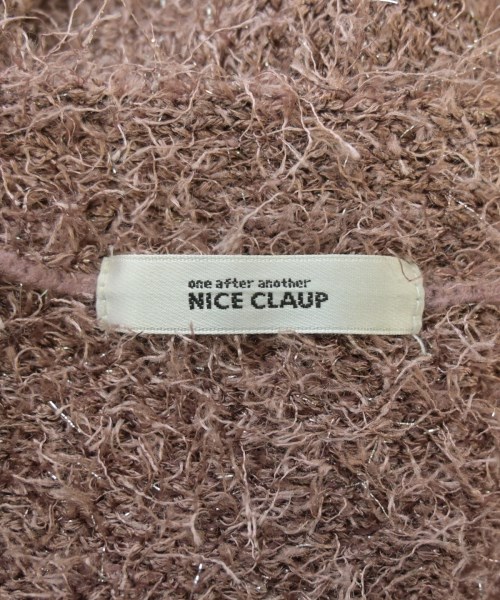 one after another
NICE CLAUP